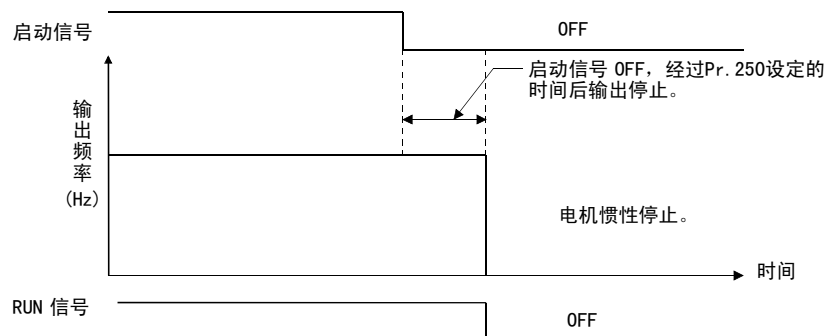 启动信号
OFF
启动信号 OFF，经过Pr.250设定的
时间后输出停止。
输出频率
(Hz)
电机惯性停止。
时间
RUN 信号
OFF